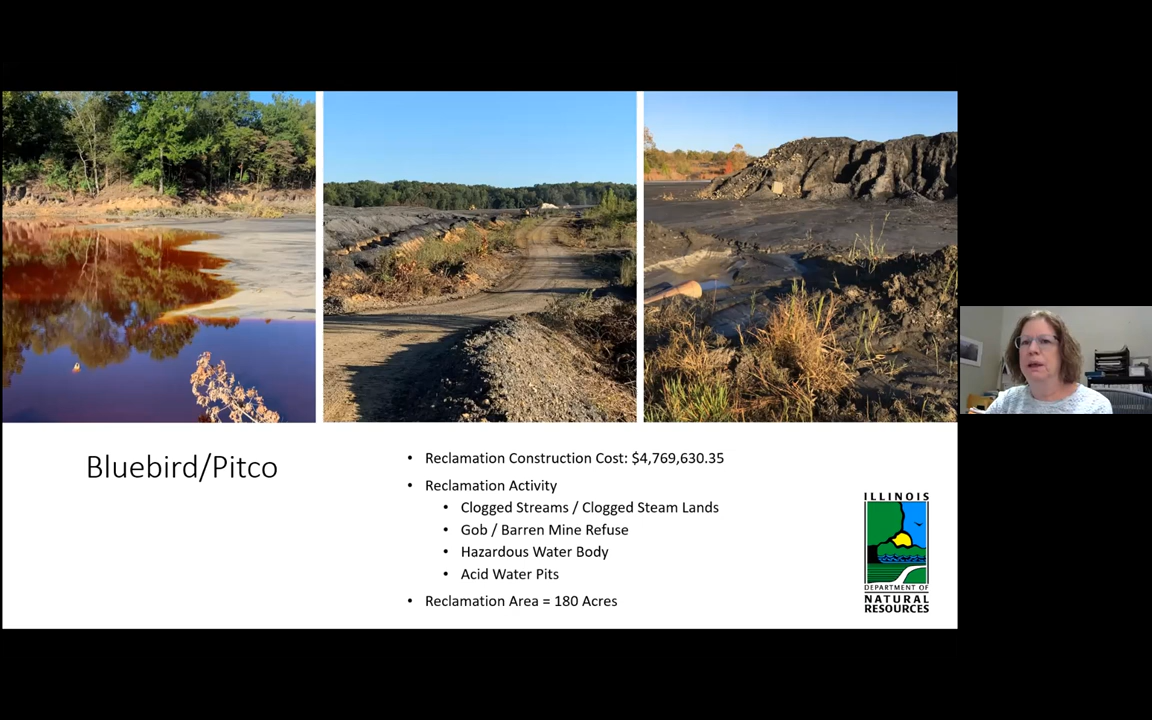 Bluebird/Pitco
• Reclamation Construction Cost: $4,769,630.35
• Reclamation Activity
• Clogged Streams / Clogged Steam Lands
• Gob / Barren Mine Refuse
• Hazardous Water Body
• Acid Water Pits
• Reclamation Area = 180 Acres
ILLINOIS
DEPARTMENT OF
NATURAL
RESOURCES